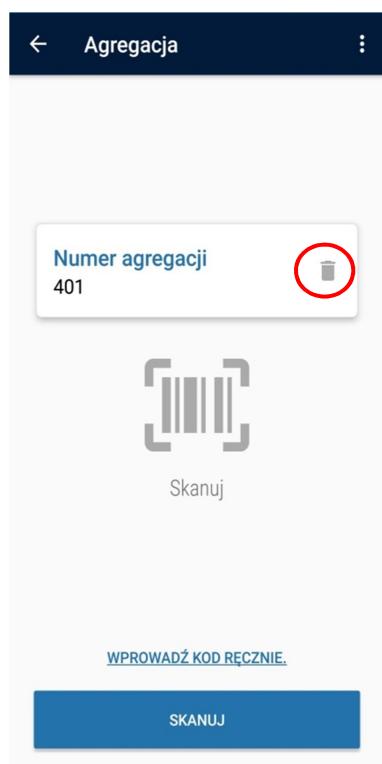 Agregacja
Numer agregacji
401
Skanuj
WPROWADŹ KOD RĘCZNIE.
SKANUJ